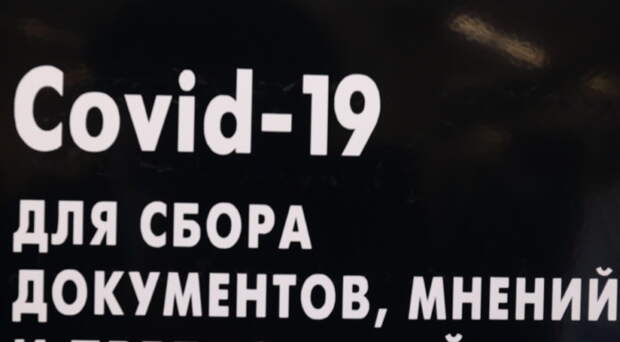 Covid-19
ДЛЯ СБОРА
ДОКУМЕНТОВ, МНЕНИЙ
И